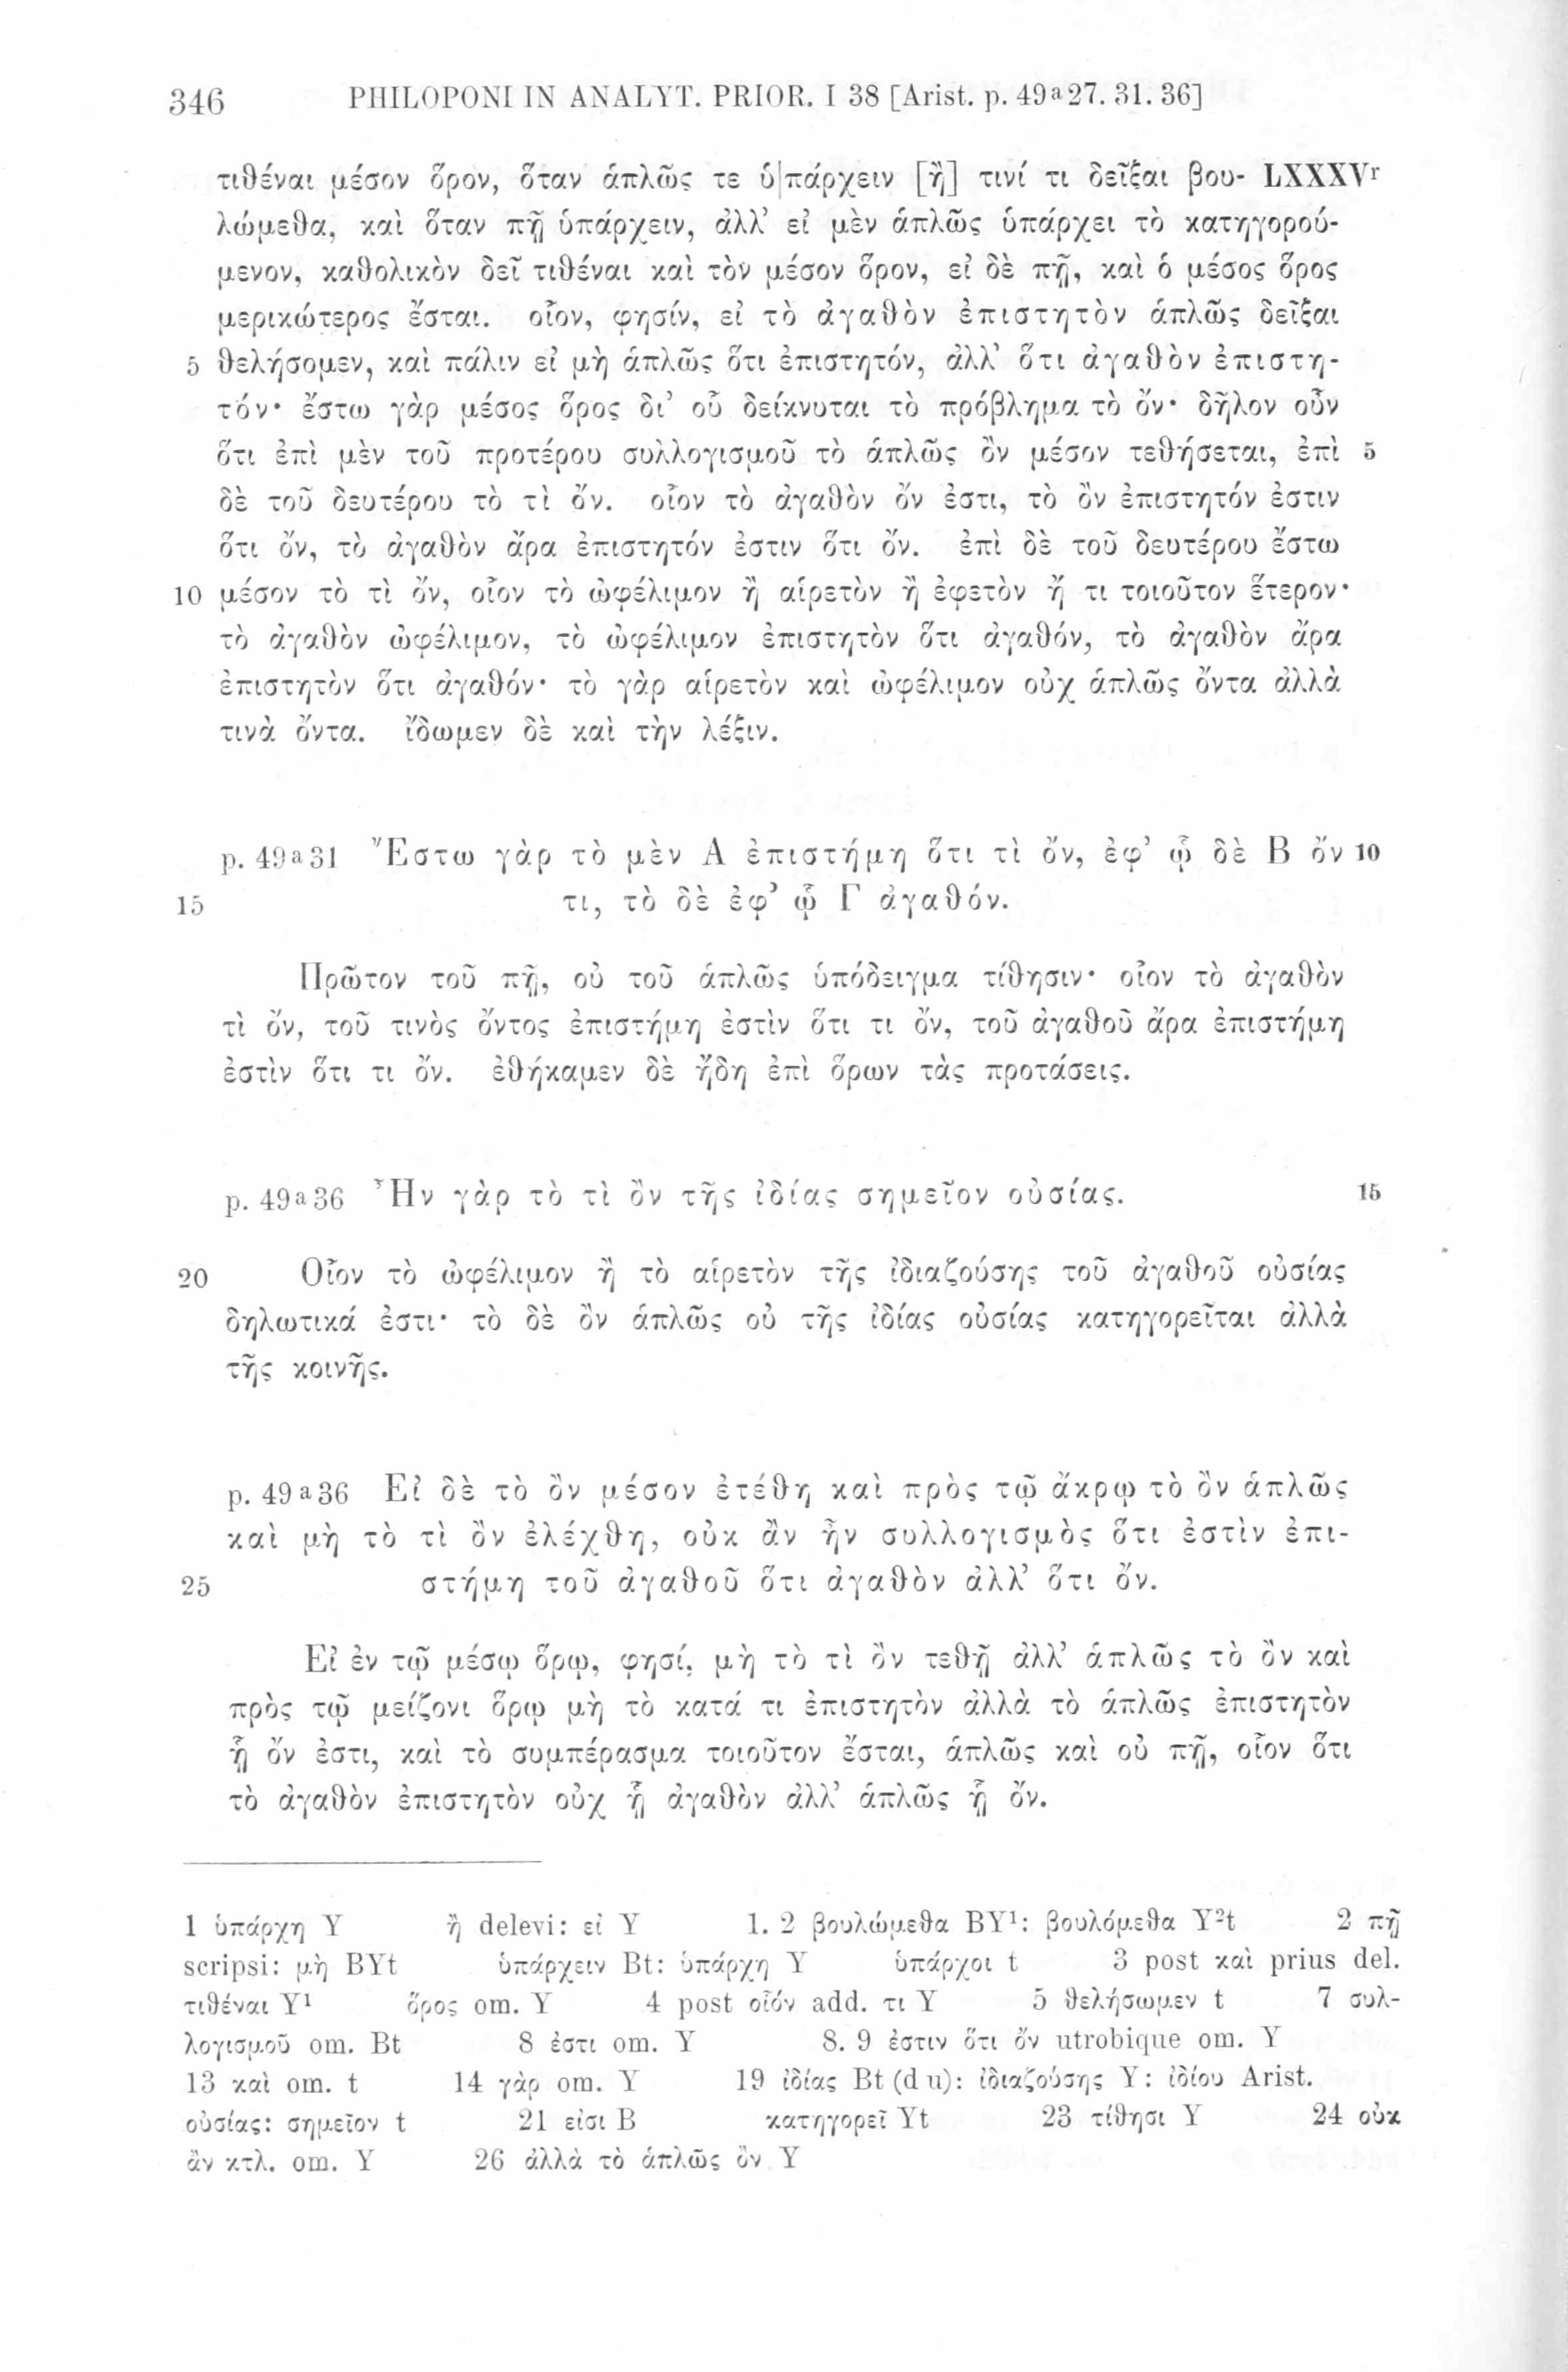 346 PHILOPONI IN ANALYT. PRIOR. I 38 [Arist. p. 49ᵃ27. 31. 36]
τιθέναι μέσον ὅρον, ὅταν ἁπλῶς τε ὑ|πάρχειν [ἢ] τινί τι δεῖξαι βου- LXXXVʳ
λώμεθα, καὶ ὅταν πῇ ὑπάρχειν, ἀλλ’ εἰ μὲν ἁπλῶς ὑπάρχει τὸ κατηγορού-
μενον, καθολικὸν δεῖ τιθέναι καὶ τὸν μέσον ὅρον, εἰ δὲ πῇ, καὶ ὁ μέσος ὅρος
μερικώτερος ἔσται. οἷον, φησίν, εἰ τὸ ἀγαθὸν ἐπιστητὸν ἁπλῶς δεῖξαι
5 θελήσομεν, καὶ πάλιν εἰ μὴ ἁπλῶς ὅτι ἐπιστητόν, ἀλλ’ ὅτι ἀγαθὸν ἐπιστη-
τόν· ἔστω γὰρ μέσος ὅρος δι’ οὗ δείκνυται τὸ πρόβλημα τὸ ὄν· δῆλον οὖν
ὅτι ἐπὶ μὲν τοῦ προτέρου συλλογισμοῦ τὸ ἁπλῶς ὂν μέσον τεθήσεται, ἐπὶ 5
δὲ τοῦ δευτέρου τὸ τὶ ὄν. οἷον τὸ ἀγαθὸν ὄν ἐστι, τὸ ὂν ἐπιστητόν ἐστιν
ὅτι ὄν, τὸ ἀγαθὸν ἄρα ἐπιστητόν ἐστιν ὅτι ὄν. ἐπὶ δὲ τοῦ δευτέρου ἔστω
10 μέσον τὸ τὶ ὄν, οἷον τὸ ὠφέλιμον ἢ αἱρετὸν ἢ ἐφετὸν ἤ τι τοιοῦτον ἕτερον·
τὸ ἀγαθὸν ὠφέλιμον, τὸ ὠφέλιμον ἐπιστητὸν ὅτι ἀγαθόν, τὸ ἀγαθὸν ἄρα
ἐπιστητὸν ὅτι ἀγαθόν· τὸ γὰρ αἱρετὸν καὶ ὠφέλιμον οὐχ ἁπλῶς ὄντα ἀλλὰ
τινὰ ὄντα. ἴδωμεν δὲ καὶ τὴν λέξιν.
p. 49ᵃ31 Ἔστω γὰρ τὸ μὲν Α ἐπιστήμη ὅτι τὶ ὄν, ἐφ’ ᾧ δὲ Β ὄν 10
15 τι, τὸ δὲ ἐφ’ ᾧ Γ ἀγαθόν.
Πρῶτον τοῦ πῇ, οὐ τοῦ ἁπλῶς ὑπόδειγμα τίθησιν· οἷον τὸ ἀγαθὸν
τὶ ὄν, τοῦ τινὸς ὄντος ἐπιστήμη ἐστὶν ὅτι τι ὄν, τοῦ ἀγαθοῦ ἄρα ἐπιστήμη
ἐστὶν ὅτι τι ὄν. ἐθήκαμεν δὲ ἤδη ἐπὶ ὅρων τὰς προτάσεις.
p. 49ᵃ36 Ἦν γὰρ τὸ τὶ ὂν τῆς ἰδίας σημεῖον οὐσίας. 15
20 Οἷον τὸ ὠφέλιμον ἢ τὸ αἱρετὸν τῆς ἰδιαζούσης τοῦ ἀγαθοῦ οὐσίας
δηλωτικά ἐστι· τὸ δὲ ὂν ἁπλῶς οὐ τῆς ἰδίας οὐσίας κατηγορεῖται ἀλλὰ
τῆς κοινῆς.
p. 49ᵃ36 Εἰ δὲ τὸ ὂν μέσον ἐτέθη καὶ πρὸς τῷ ἄκρῳ τὸ ὂν ἁπλῶς
καὶ μὴ τὸ τὶ ὂν ἐλέχθη, οὐκ ἂν ἦν συλλογισμὸς ὅτι ἐστὶν ἐπι-
25 στήμη τοῦ ἀγαθοῦ ὅτι ἀγαθὸν ἀλλ’ ὅτι ὄν.
Εἰ ἐν τῷ μέσῳ ὅρῳ, φησί, μὴ τὸ τὶ ὂν τεθῇ ἀλλ’ ἁπλῶς τὸ ὂν καὶ
πρὸς τῷ μείζονι ὅρῳ μὴ τὸ κατά τι ἐπιστητὸν ἀλλὰ τὸ ἁπλῶς ἐπιστητὸν
ᾗ ὄν ἐστι, καὶ τὸ συμπέρασμα τοιοῦτον ἔσται, ἁπλῶς καὶ οὐ πῇ, οἷον ὅτι
τὸ ἀγαθὸν ἐπιστητὸν οὐχ ᾗ ἀγαθὸν ἀλλ’ ἁπλῶς ᾗ ὄν.
1 ὑπάρχη Y ἢ delevi: εἰ Y 1. 2 βουλώμεθα BY¹: βουλόμεθα Y²t 2 πῇ
scripsi: μὴ BYt ὑπάρχειν Bt: ὑπάρχη Y ὑπάρχοι t 3 post καὶ prius del.
τιθέναι Y¹ ὅρος om. Y 4 post οἷόν add. τι Y 5 θελήσωμεν t 7 συλ-
λογισμοῦ om. Bt 8 ἐστι om. Y 8. 9 ἐστιν ὅτι ὄν utrobique om. Y
13 καὶ om. t 14 γὰρ om. Y 19 ἰδίας Bt (d u): ἰδιαζούσης Y: ἰδίου Arist.
οὐσίας: σημεῖον t 21 εἰσι B κατηγορεῖ Yt 23 τίθησι Y 24 οὐκ
ἂν κτλ. om. Y 26 ἀλλὰ τὸ ἁπλῶς ὂν Y